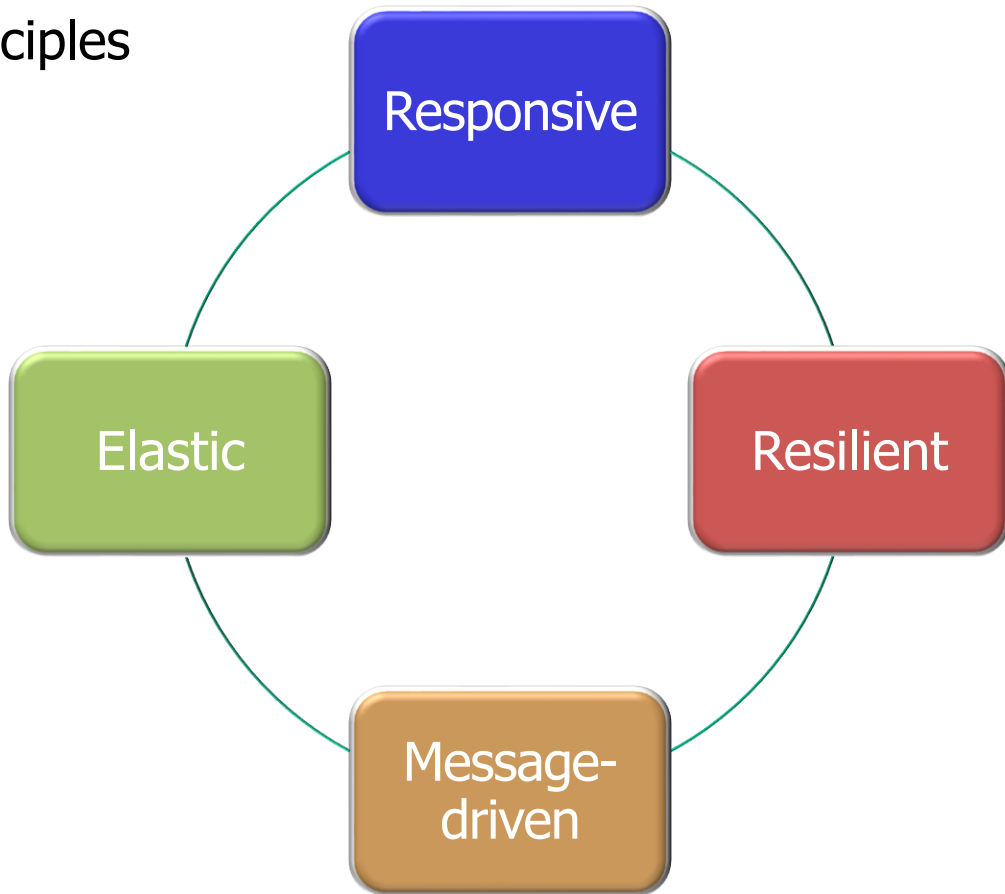 ciples
Responsive
Elastic
Resilient
Message-
driven